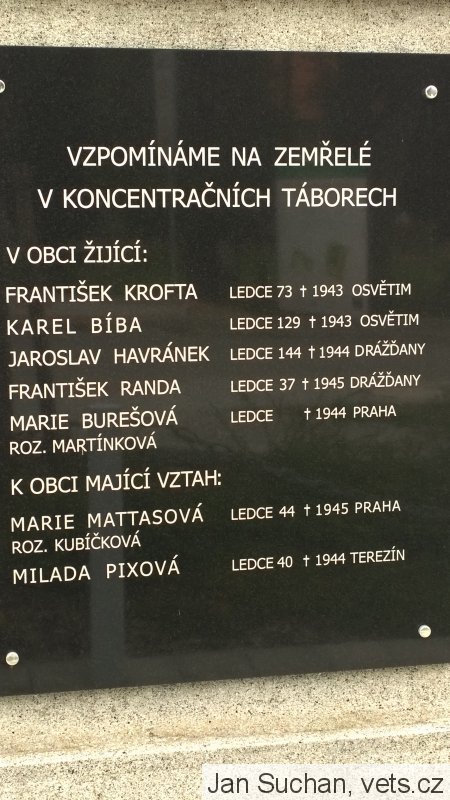 VZPOMÍNÁME NA ZEMŘELÉ
V KONCENTRAČNÍCH TÁBORECH
V OBCI ŽIJÍCÍ:
FRANTIŠEK KROFTA LEDCE 73 † 1943 OSVĚTIM
KAREL BÍBA LEDCE 129 † 1943 OSVĚTIM
JAROSLAV HAVRÁNEK LEDCE 144 † 1944 DRÁŽĎANY
FRANTIŠEK RANDA LEDCE 37 † 1945 DRÁŽĎANY
MARIE BUREŠOVÁ LEDCE † 1944 PRAHA
ROZ. MARTÍNKOVÁ
K OBCI MAJÍCÍ VZTAH:
MARIE MATTASOVÁ LEDCE 44 † 1945 PRAHA
ROZ. KUBÍČKOVÁ
MILADA PIXOVÁ LEDCE 40 † 1944 TEREZÍN
Jan Suchan, vets.cz